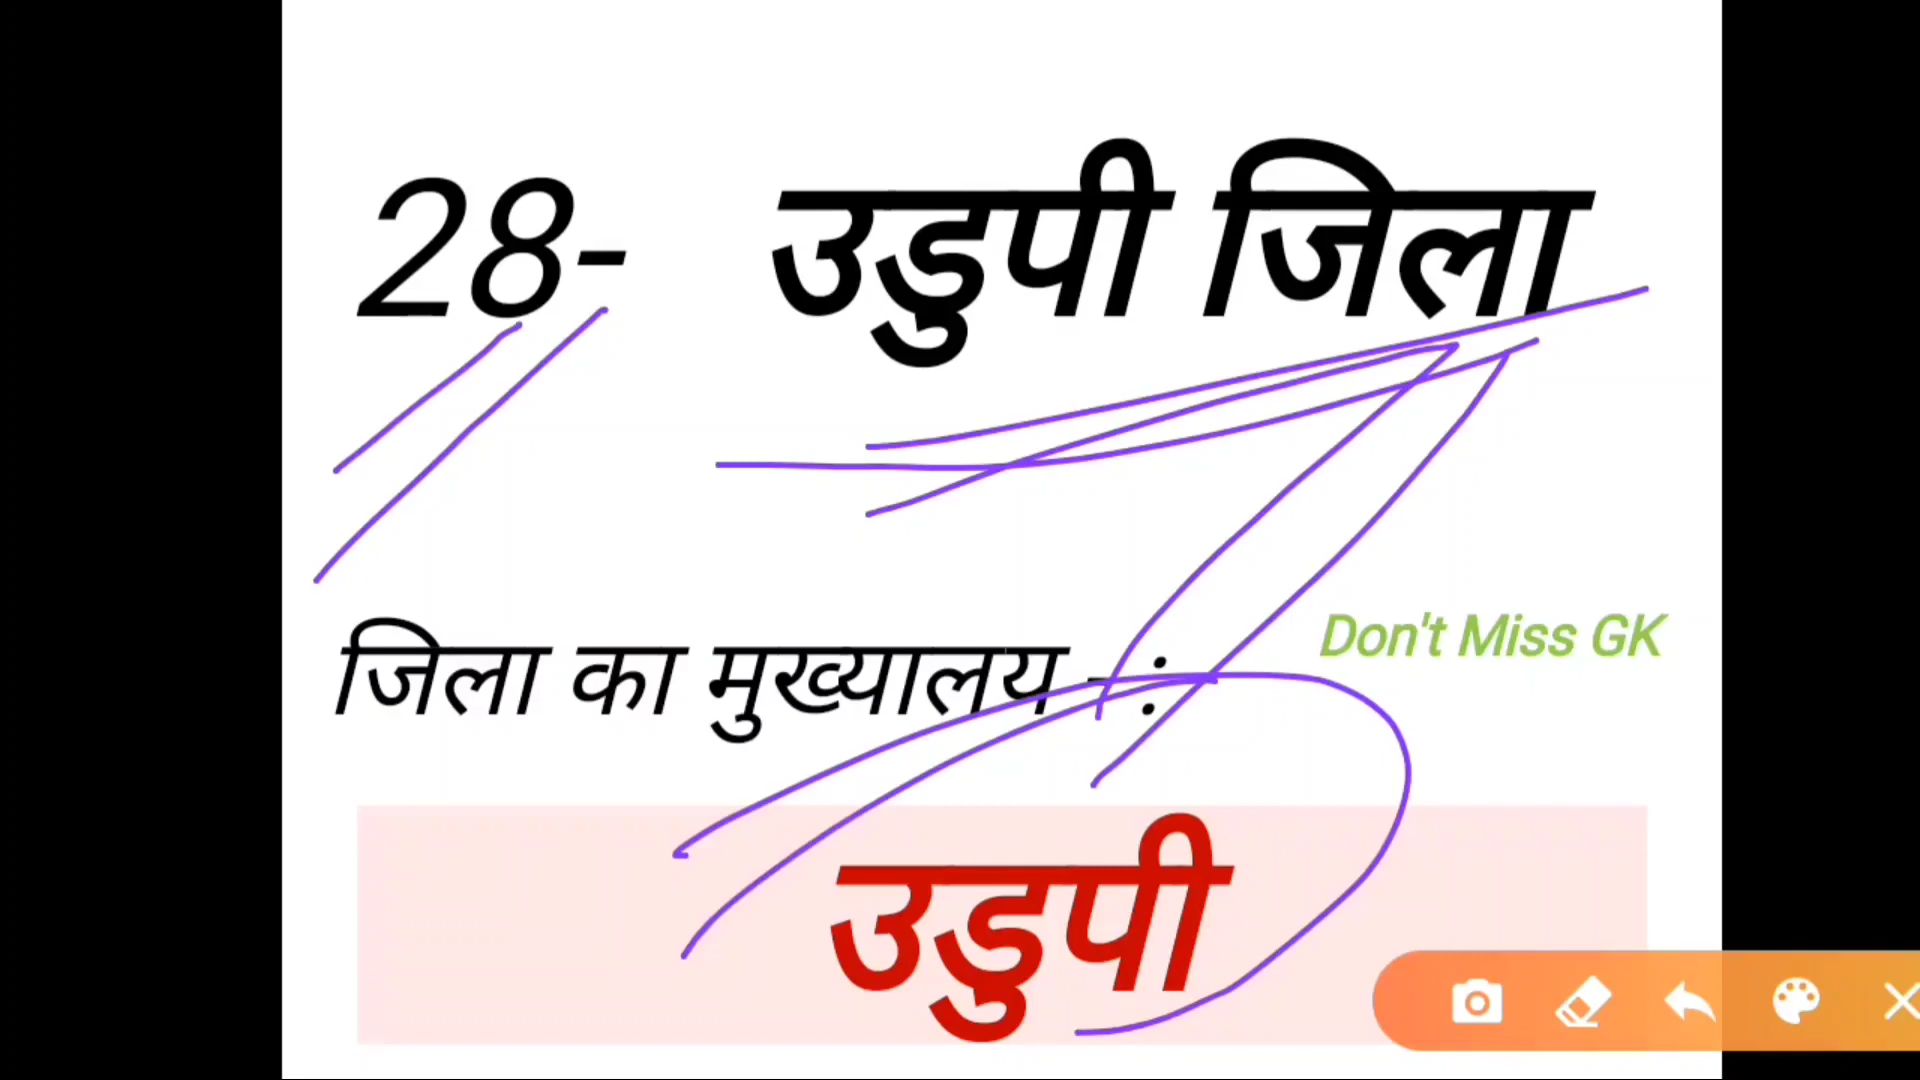 28- उडुपी जिला
जिला का मुख्यालय -:
Don't Miss GK
उडुपी